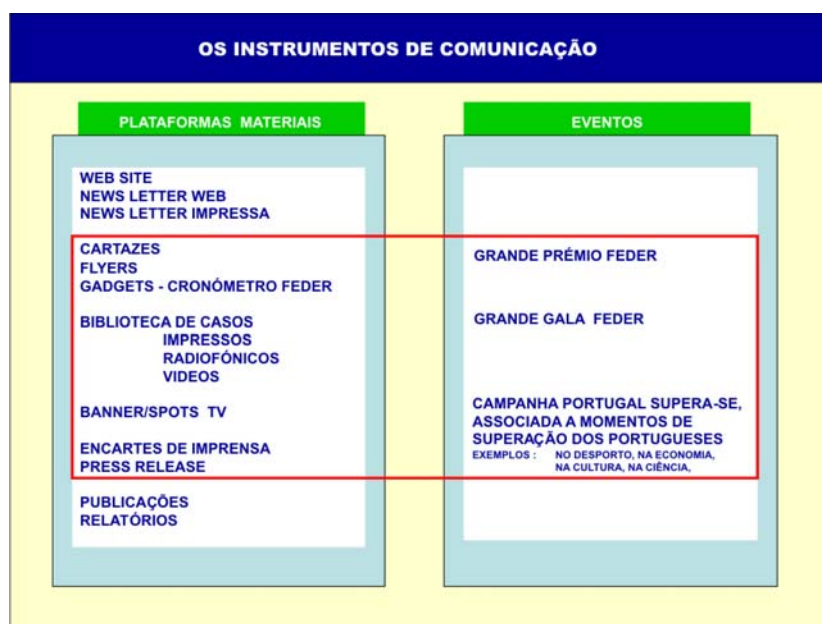 OS INSTRUMENTOS DE COMUNICAÇÃO
PLATAFORMAS MATERIAIS
WEB SITE
NEWS LETTER WEB
NEWS LETTER IMPRESSA
CARTAZES
FLYERS
GADGETS - CRONÓMETRO FEDER
BIBLIOTECA DE CASOS
IMPRESSOS
RADIOFÓNICOS
VIDEOS
BANNER/SPOTS TV
ENCARTES DE IMPRENSA
PRESS RELEASE
PUBLICAÇÕES
RELATÓRIOS
EVENTOS
GRANDE PRÉMIO FEDER
GRANDE GALA FEDER
CAMPANHA PORTUGAL SUPERA-SE,
ASSOCIADA A MOMENTOS DE
SUPERAÇÃO DOS PORTUGUESES
EXEMPLOS : NO DESPORTO, NA ECONOMIA,
NA CULTURA, NA CIÊNCIA,